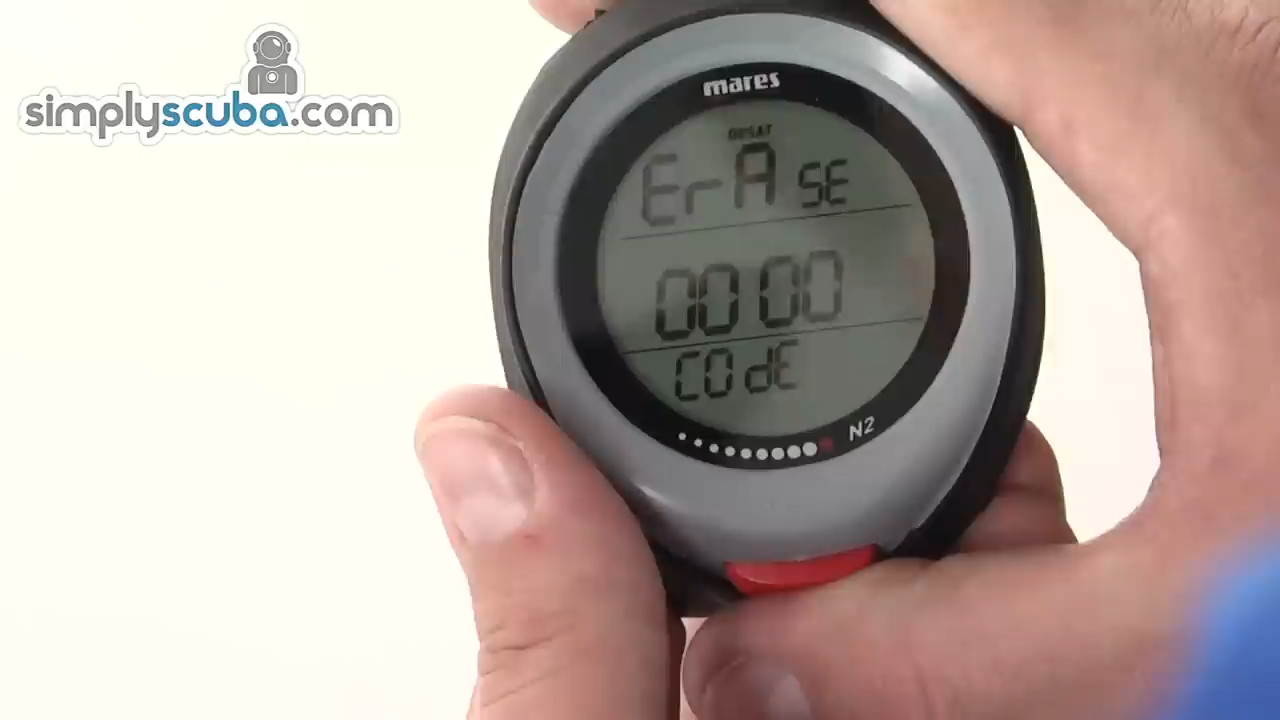 simplyscuba.com
mares
DESAT
ErASE
0000
COdE
N2